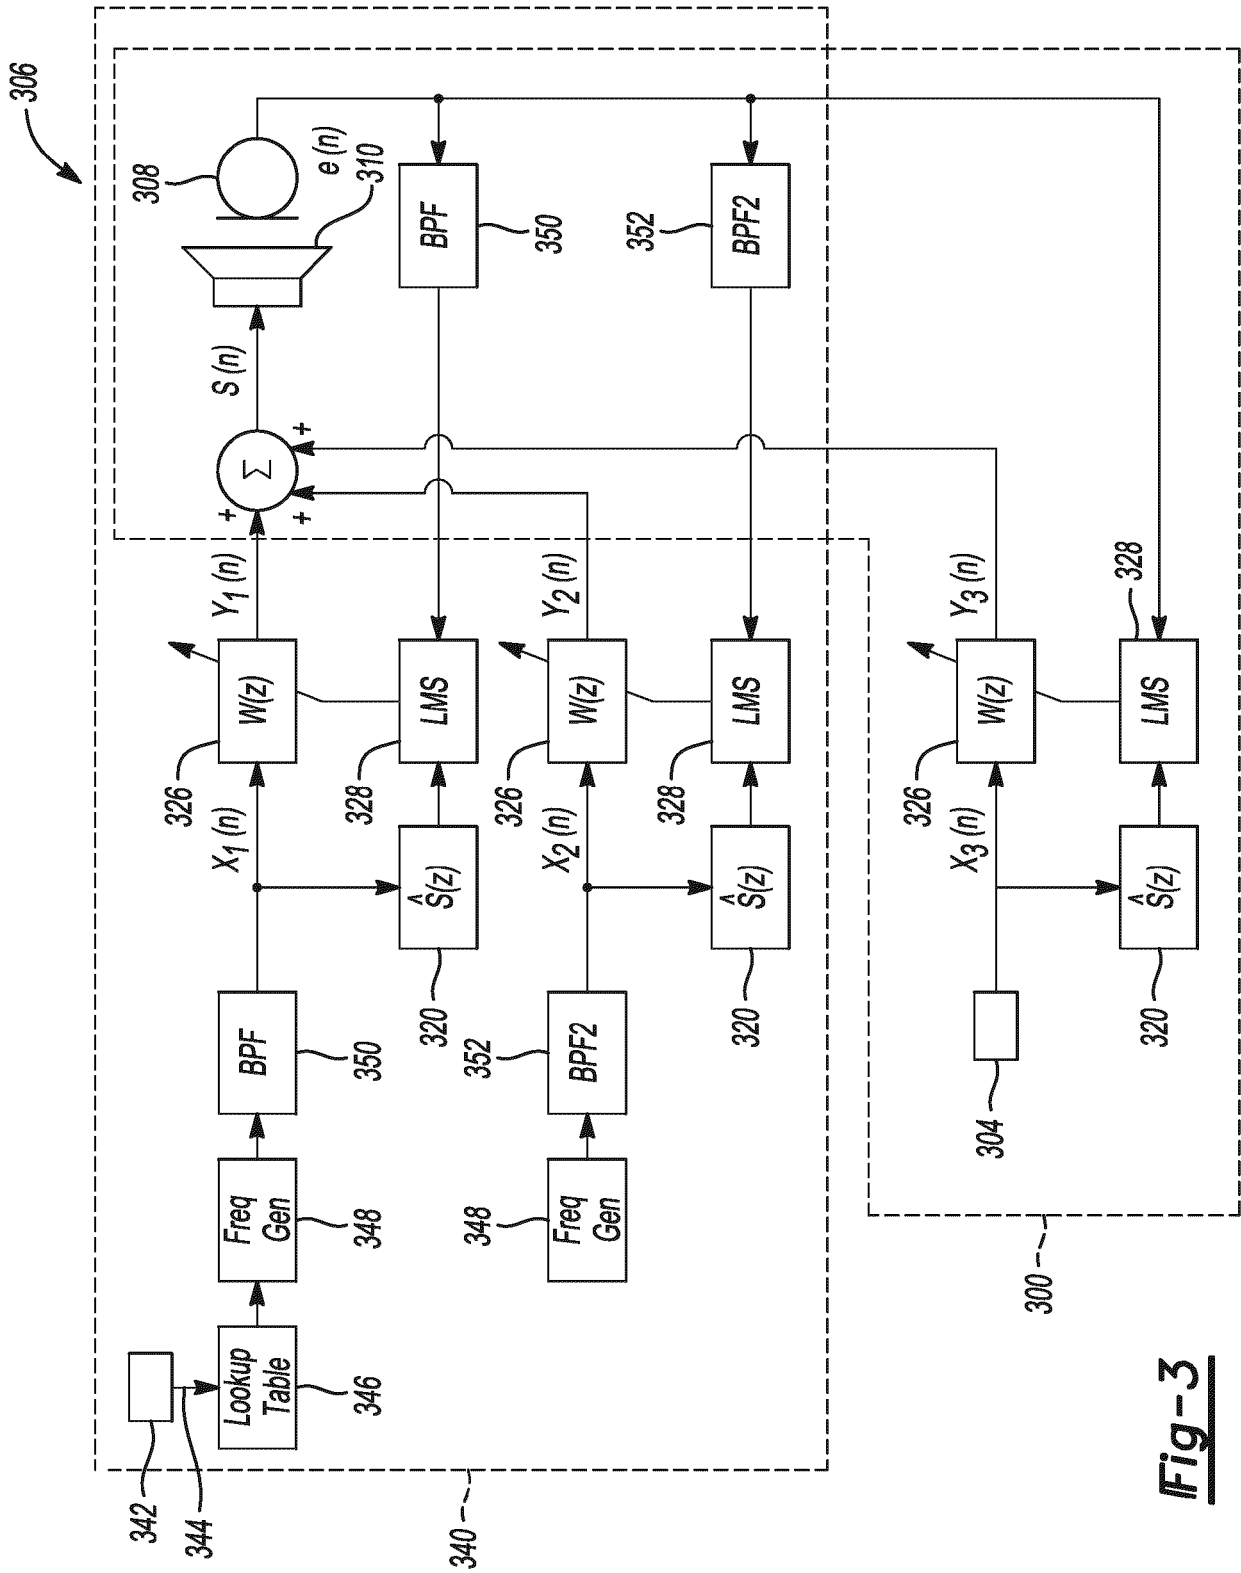 306
308
e (n)
310
S (n)
Σ
+
+
+
BPF
350
352
BPF2
Y1 (n)
Y2 (n)
Y3 (n)
W(z)
326
LMS
328
W(z)
326
LMS
328
W(z)
326
LMS
328
X1 (n)
X2 (n)
X3 (n)
Ŝ(z)
320
Ŝ(z)
320
Ŝ(z)
320
BPF
350
352
BPF2
304
Freq
Gen
348
348
Freq
Gen
342
344
Lookup
Table
346
340
300
Fig-3